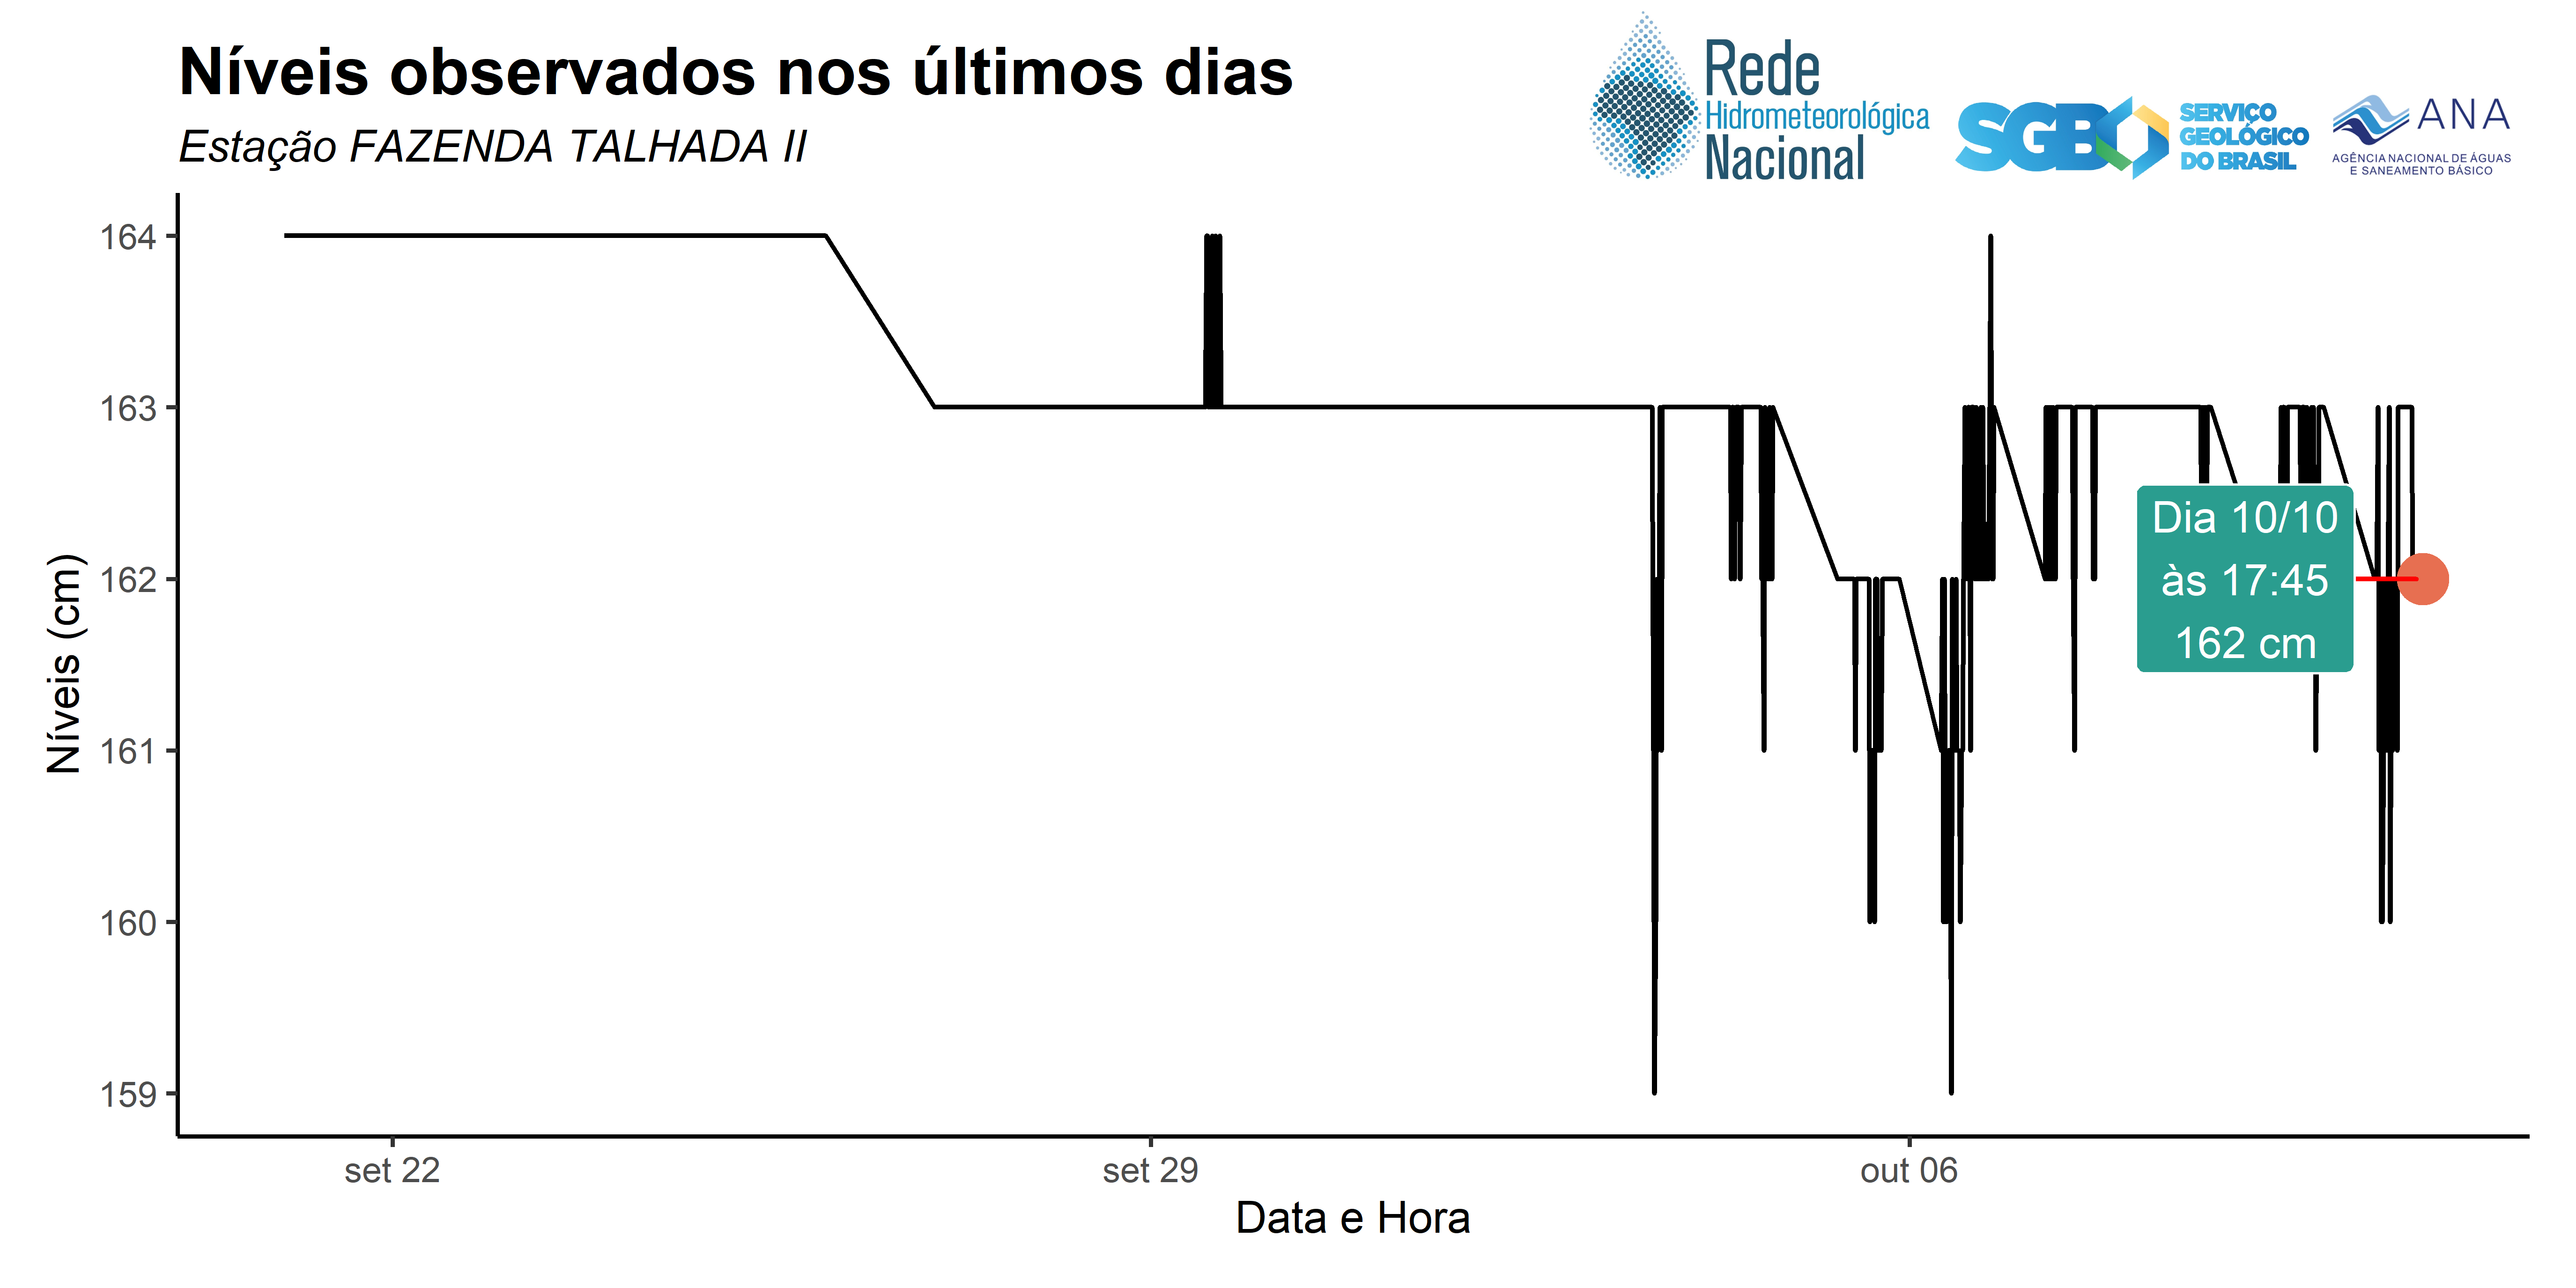 Níveis observados nos últimos dias
Estação FAZENDA TALHADA II
Rede
Hidrometeorológica
Nacional
SGB
SERVIÇO
GEOLÓGICO
DO BRASIL
ANA
AGÊNCIA NACIONAL DE ÁGUAS
E SANEAMENTO BÁSICO
Níveis (cm)
164
163
162
161
160
159
Dia 10/10
às 17:45
162 cm
set 22
set 29
out 06
Data e Hora